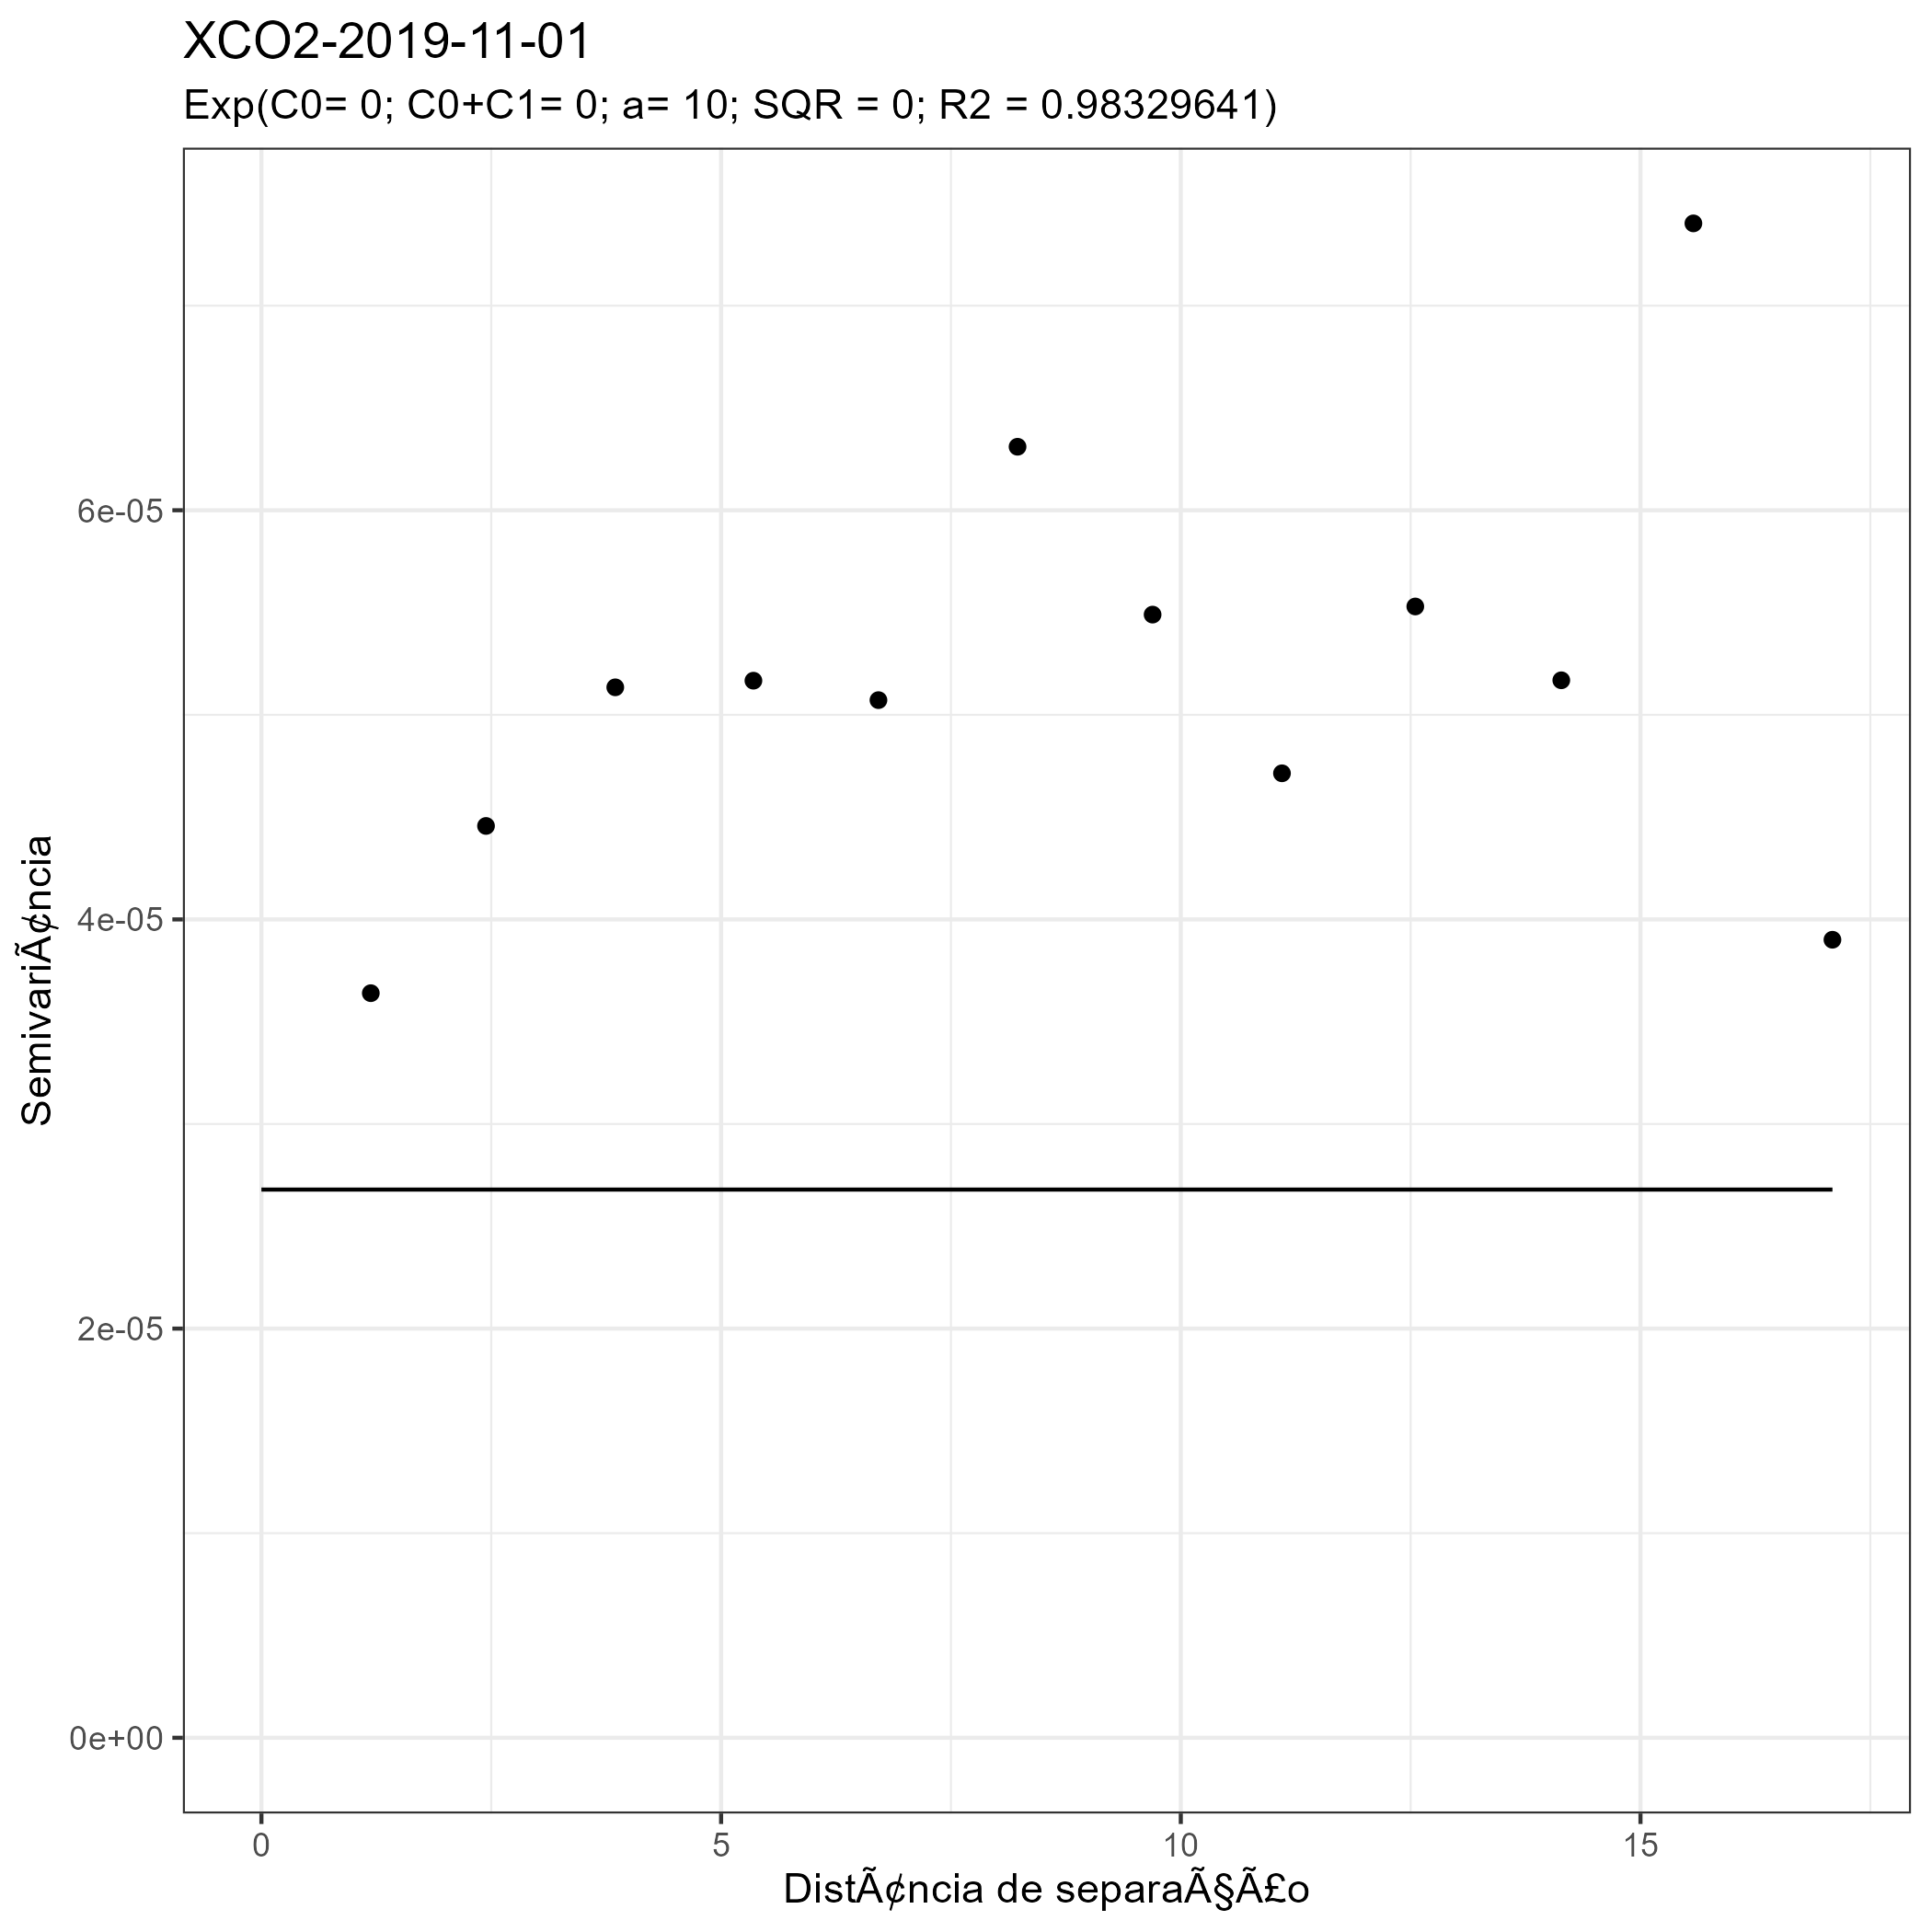 XCO2-2019-11-01
Exp(C0= 0; C0+C1= 0; a= 10; SQR = 0; R2 = 0.98329641)
SemivariÃ¢ncia
6e-05
4e-05
2e-05
0e+00
0 5 10 15
DistÃ¢ncia de separaÃ§Ã£o